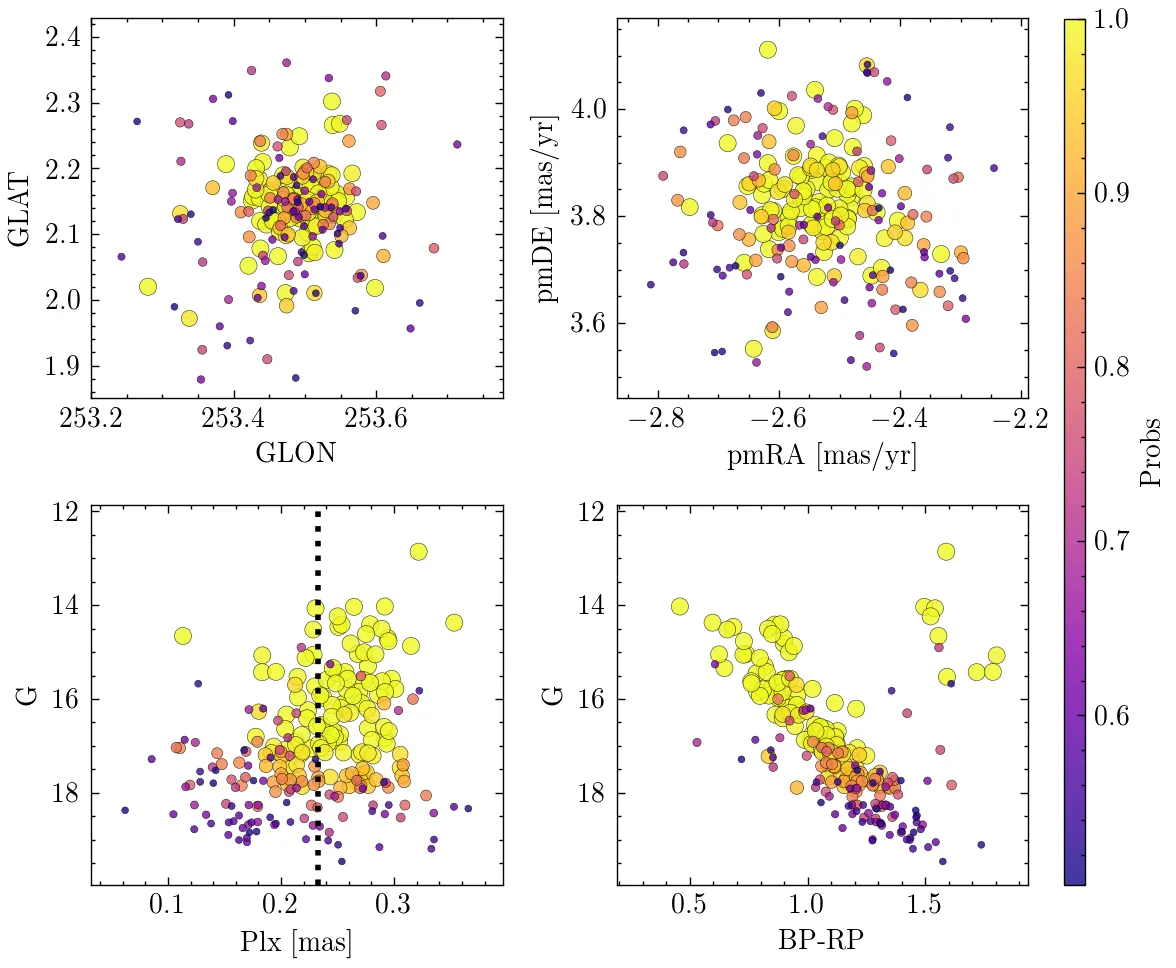 2.4
2.3
2.2
2.1
2.0
1.9
GLAT
253.2 253.4 253.6
GLON
4.0
3.8
3.6
pmDE [mas/yr]
−2.8 −2.6 −2.4 −2.2
pmRA [mas/yr]
12
14
16
18
G
0.1 0.2 0.3
Plx [mas]
12
14
16
18
G
0.5 1.0 1.5
BP-RP
1.0
0.9
0.8
0.7
0.6
Probs